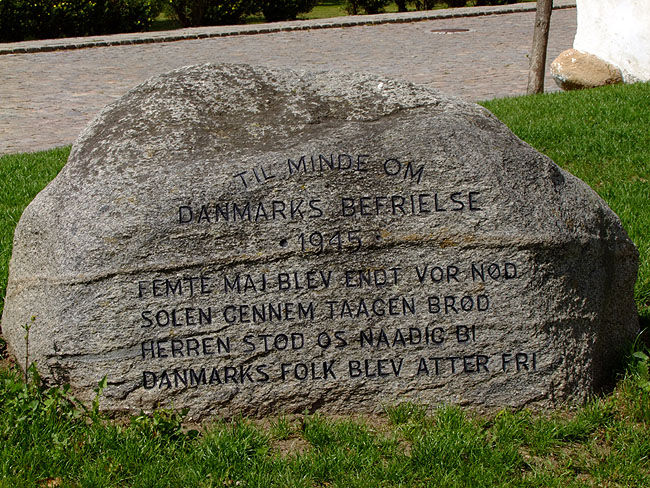 TIL MINDE OM
DANMARKS BEFRIELSE
· 1945 ·
FEMTE MAJ BLEV ENDT VOR NØD
SOLEN GENNEM TAAGEN BRØD
HERREN STOD OS NAADIG BI
DANMARKS FOLK BLEV ATTER FRI